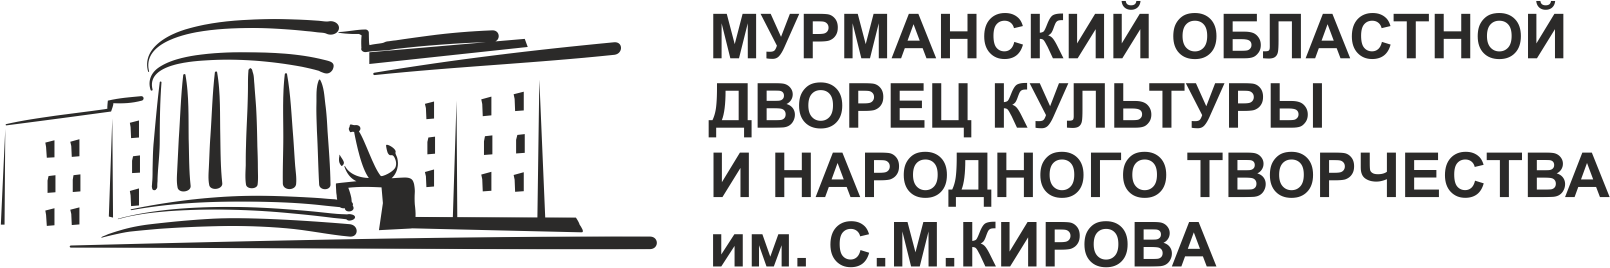 МУРМАНСКИЙ ОБЛАСТНОЙ
ДВОРЕЦ КУЛЬТУРЫ
И НАРОДНОГО ТВОРЧЕСТВА
им. С.М.КИРОВА